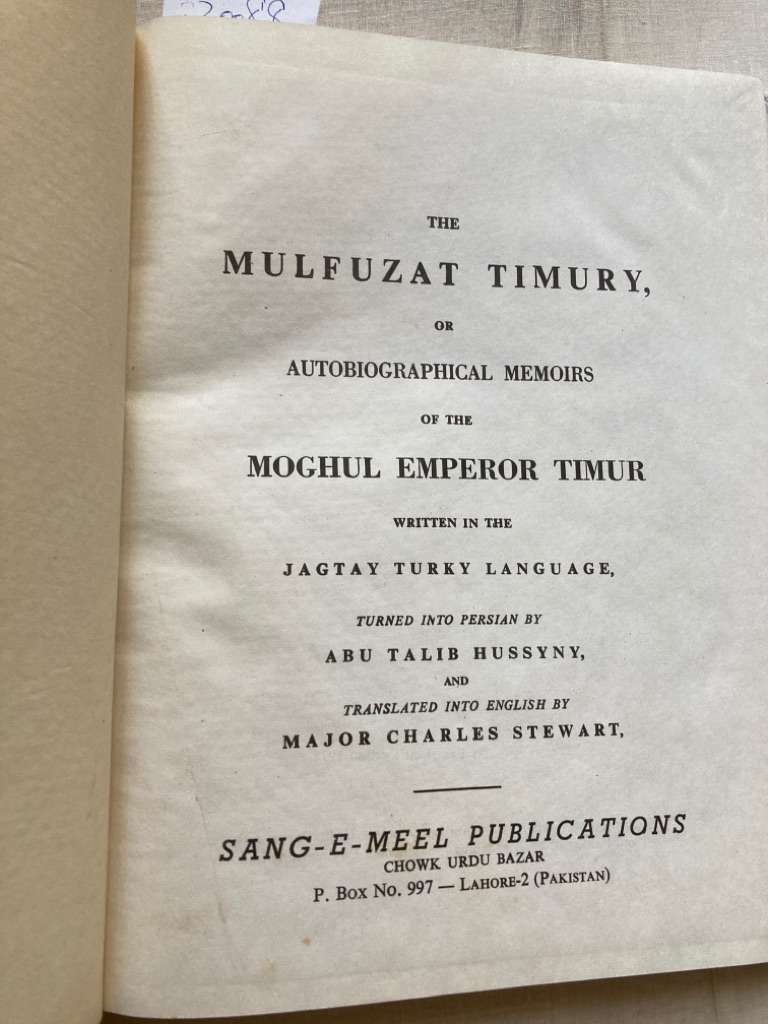 THE
MULFUZAT TIMURY,
OR
AUTOBIOGRAPHICAL MEMOIRS
OF THE
MOGHUL EMPEROR TIMUR
WRITTEN IN THE
JAGTAY TURKY LANGUAGE,
TURNED INTO PERSIAN BY
ABU TALIB HUSSYNY,
AND
TRANSLATED INTO ENGLISH BY
MAJOR CHARLES STEWART,
SANG-E-MEEL PUBLICATIONS
CHOWK URDU BAZAR
P. BOX NO. 997 — LAHORE-2 (PAKISTAN)